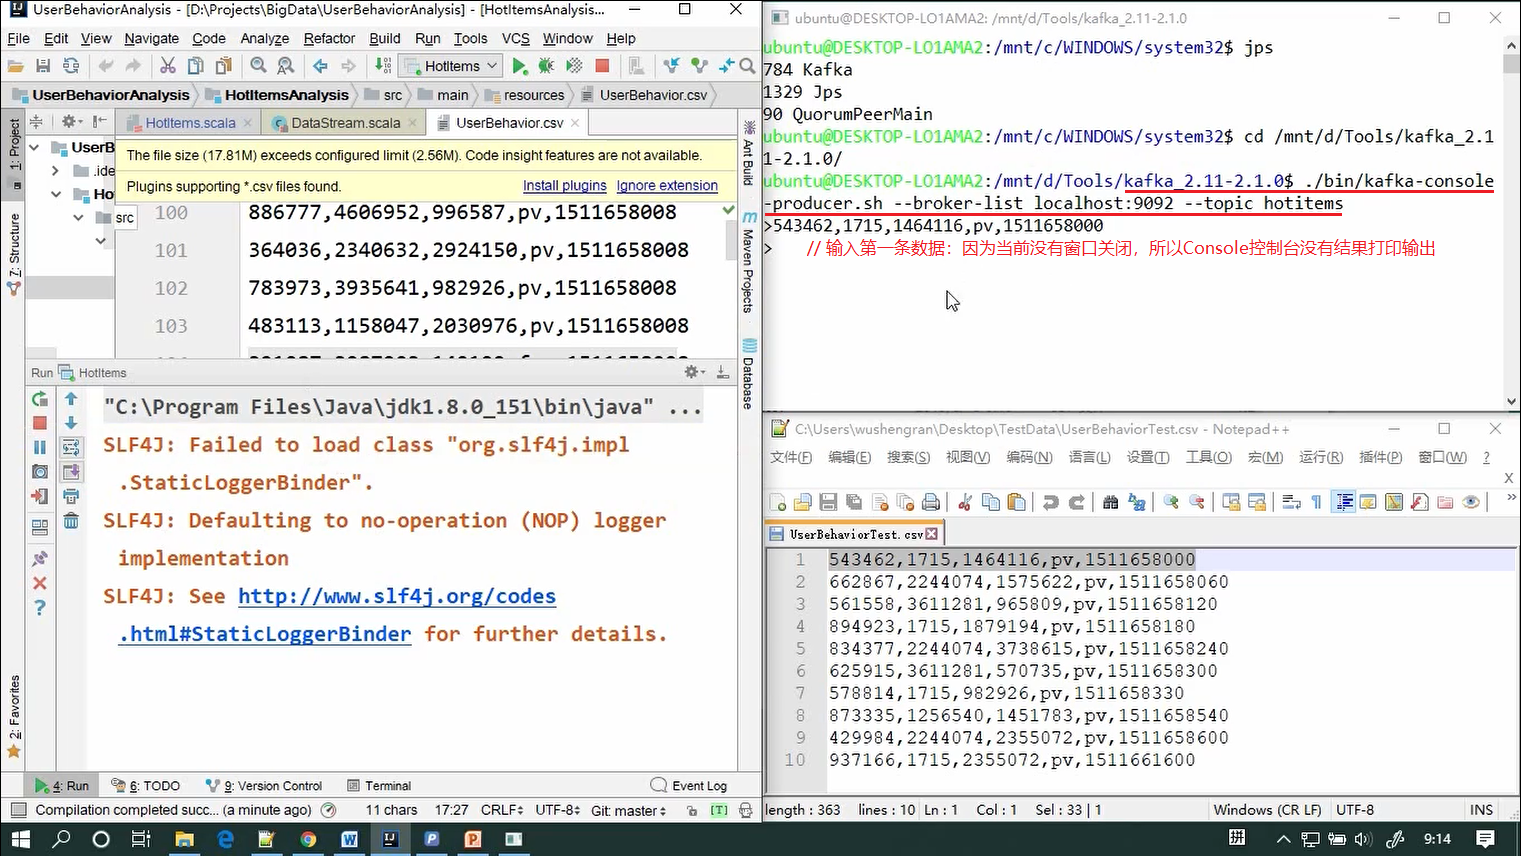 UserBehaviorAnalysis - [D:\Projects\BigData\UserBehaviorAnalysis] - [HotItemsAnalysis...
File Edit View Navigate Code Analyze Refactor Build Run Tools VCS Window Help
HotItems
UserBehaviorAnalysis HotItemsAnalysis src main resources UserBehavior.csv
HotItems.scala DataStream.scala UserBehavior.csv
1: Project
7: Structure
2: Favorites
UserB
.ide
Hot
src
The file size (17.81M) exceeds configured limit (2.56M). Code insight features are not available.
Plugins supporting *.csv files found. Install plugins Ignore extension
100 886777,4606952,996587,pv,1511658008
101 364036,2340632,2924150,pv,1511658008
102 783973,3935641,982926,pv,1511658008
103 483113,1158047,2030976,pv,1511658008
Ant Build
Maven Projects
Database
Run HotItems
"C:\Program Files\Java\jdk1.8.0_151\bin\java" ...
SLF4J: Failed to load class "org.slf4j.impl
.StaticLoggerBinder".
SLF4J: Defaulting to no-operation (NOP) logger
implementation
SLF4J: See http://www.slf4j.org/codes
.html#StaticLoggerBinder for further details.
4: Run 6: TODO 9: Version Control Terminal Event Log
Compilation completed succ... (a minute ago) 11 chars 17:27 CRLF UTF-8 Git: master [T]
ubuntu@DESKTOP-LO1AMA2: /mnt/d/Tools/kafka_2.11-2.1.0
ubuntu@DESKTOP-LO1AMA2:/mnt/c/WINDOWS/system32$ jps
784 Kafka
1329 Jps
90 QuorumPeerMain
ubuntu@DESKTOP-LO1AMA2:/mnt/c/WINDOWS/system32$ cd /mnt/d/Tools/kafka_2.1
1-2.1.0/
ubuntu@DESKTOP-LO1AMA2:/mnt/d/Tools/kafka_2.11-2.1.0$ ./bin/kafka-console
-producer.sh --broker-list localhost:9092 --topic hotitems
>543462,1715,1464116,pv,1511658000
> // 输入第一条数据：因为当前没有窗口关闭，所以Console控制台没有结果打印输出
C:\Users\wushengran\Desktop\TestData\UserBehaviorTest.csv - Notepad++
文件(F) 编辑(E) 搜索(S) 视图(V) 编码(N) 语言(L) 设置(T) 工具(O) 宏(M) 运行(R) 插件(P) 窗口(W) ?
X
UserBehaviorTest.csv
1 543462,1715,1464116,pv,1511658000
2 662867,2244074,1575622,pv,1511658060
3 561558,3611281,965809,pv,1511658120
4 894923,1715,1879194,pv,1511658180
5 834377,2244074,3738615,pv,1511658240
6 625915,3611281,570735,pv,1511658300
7 578814,1715,982926,pv,1511658330
8 873335,1256540,1451783,pv,1511658540
9 429984,2244074,2355072,pv,1511658600
10 937166,1715,2355072,pv,1511661600
length : 363 lines : 10 Ln : 1 Col : 1 Sel : 33 | 1 Windows (CR LF) UTF-8 INS
拼 9:14